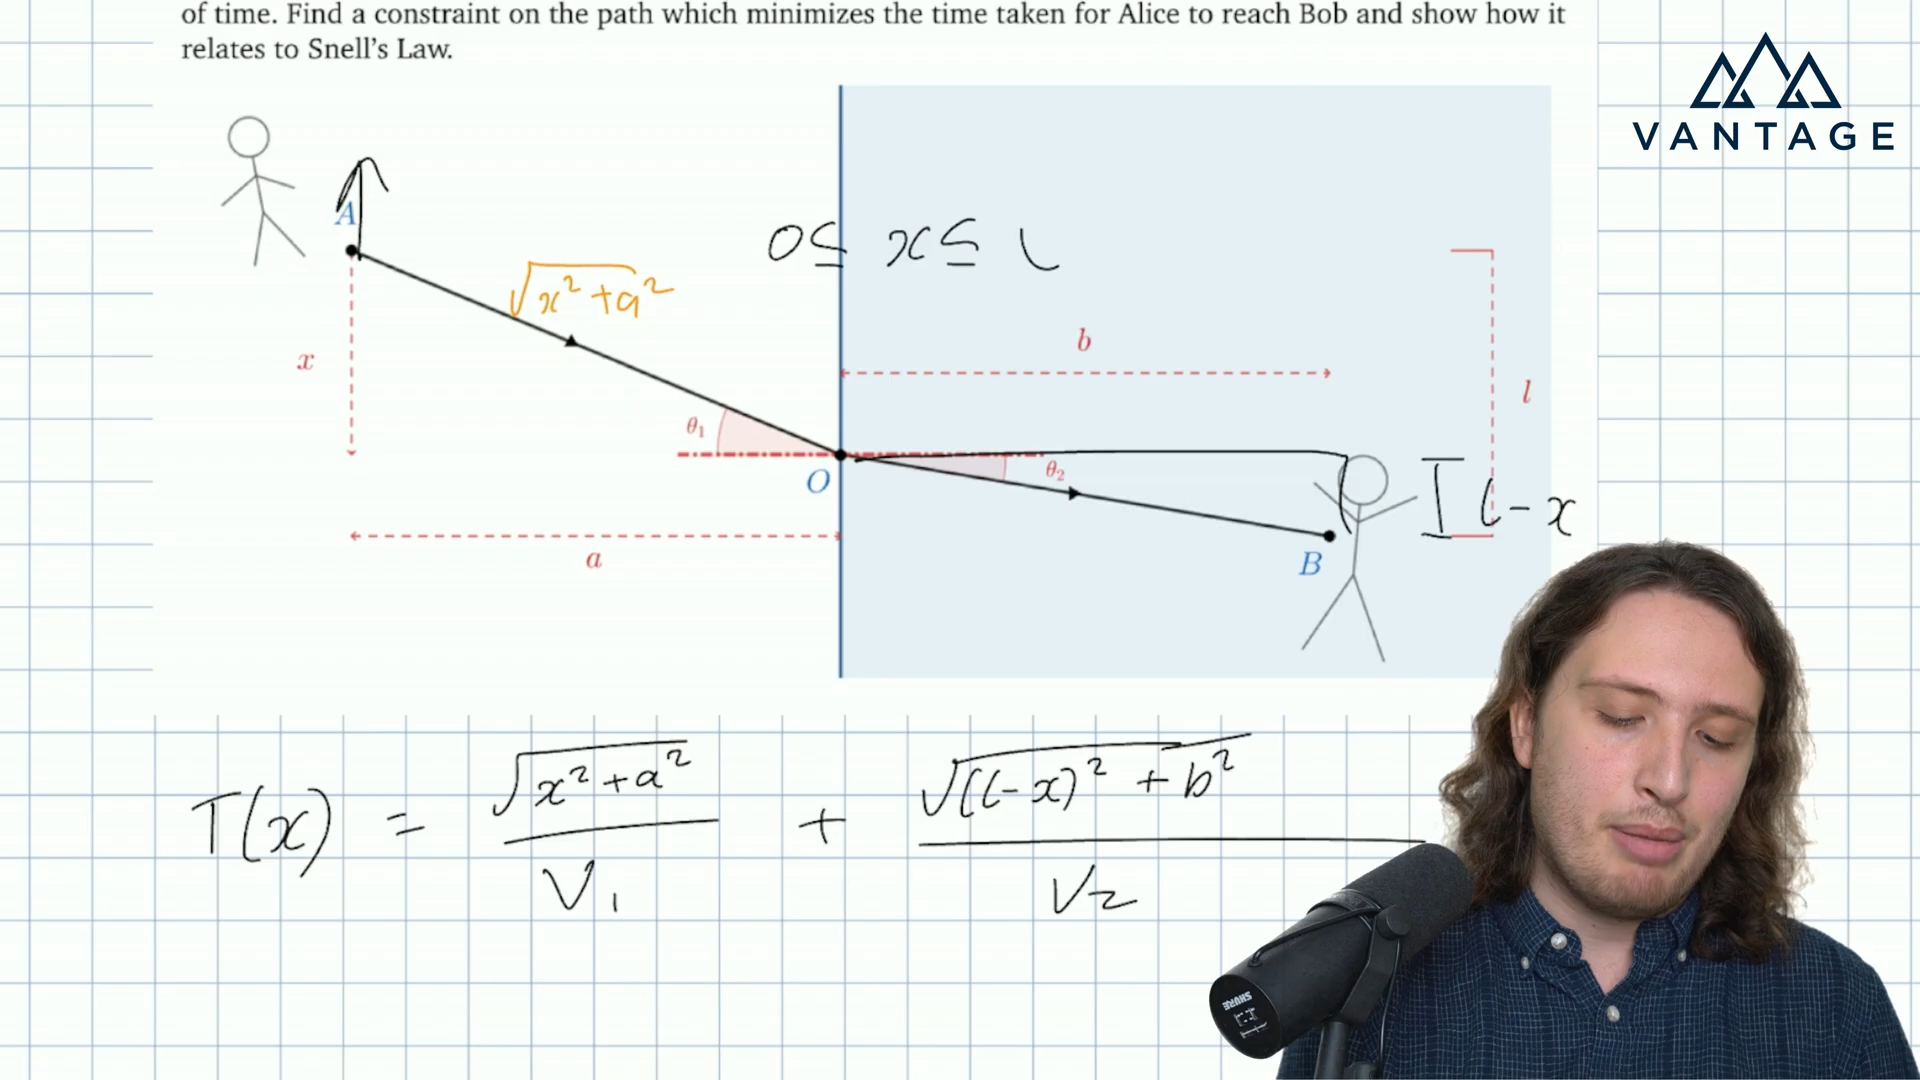 of time. Find a constraint on the path which minimizes the time taken for Alice to reach Bob and show how it
relates to Snell's Law.
VANTAGE
A
√(x²+a²)
0 ≤ x ≤ l
x
b
l
θ₁
θ₂
O
l-x
a
B
T(x) = √(x²+a²)/V₁ + √((l-x)²+b²)/V₂
SHURE